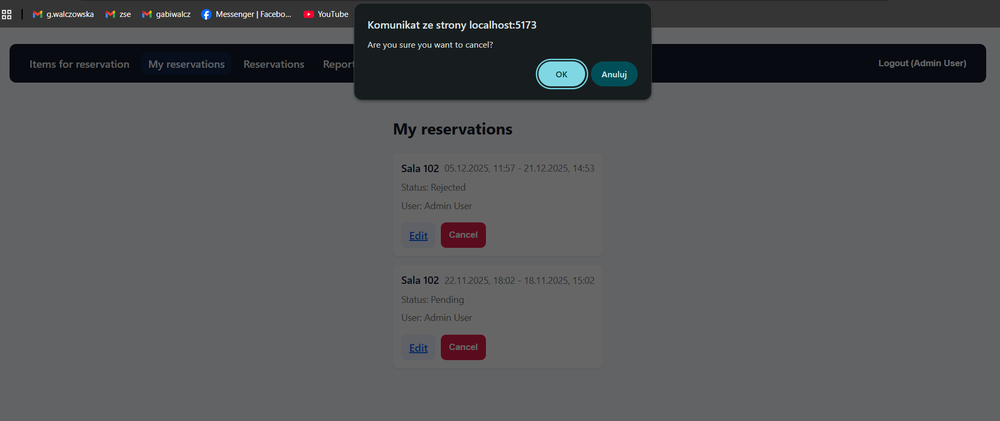 g.walczowska zse gabiwalcz Messenger | Facebo... YouTube
Komunikat ze strony localhost:5173
Are you sure you want to cancel?
OK Anuluj
Items for reservation My reservations Reservations Report Logout (Admin User)
My reservations
Sala 102 05.12.2025, 11:57 - 21.12.2025, 14:53
Status: Rejected
User: Admin User
Edit Cancel
Sala 102 22.11.2025, 18:02 - 18.11.2025, 15:02
Status: Pending
User: Admin User
Edit Cancel